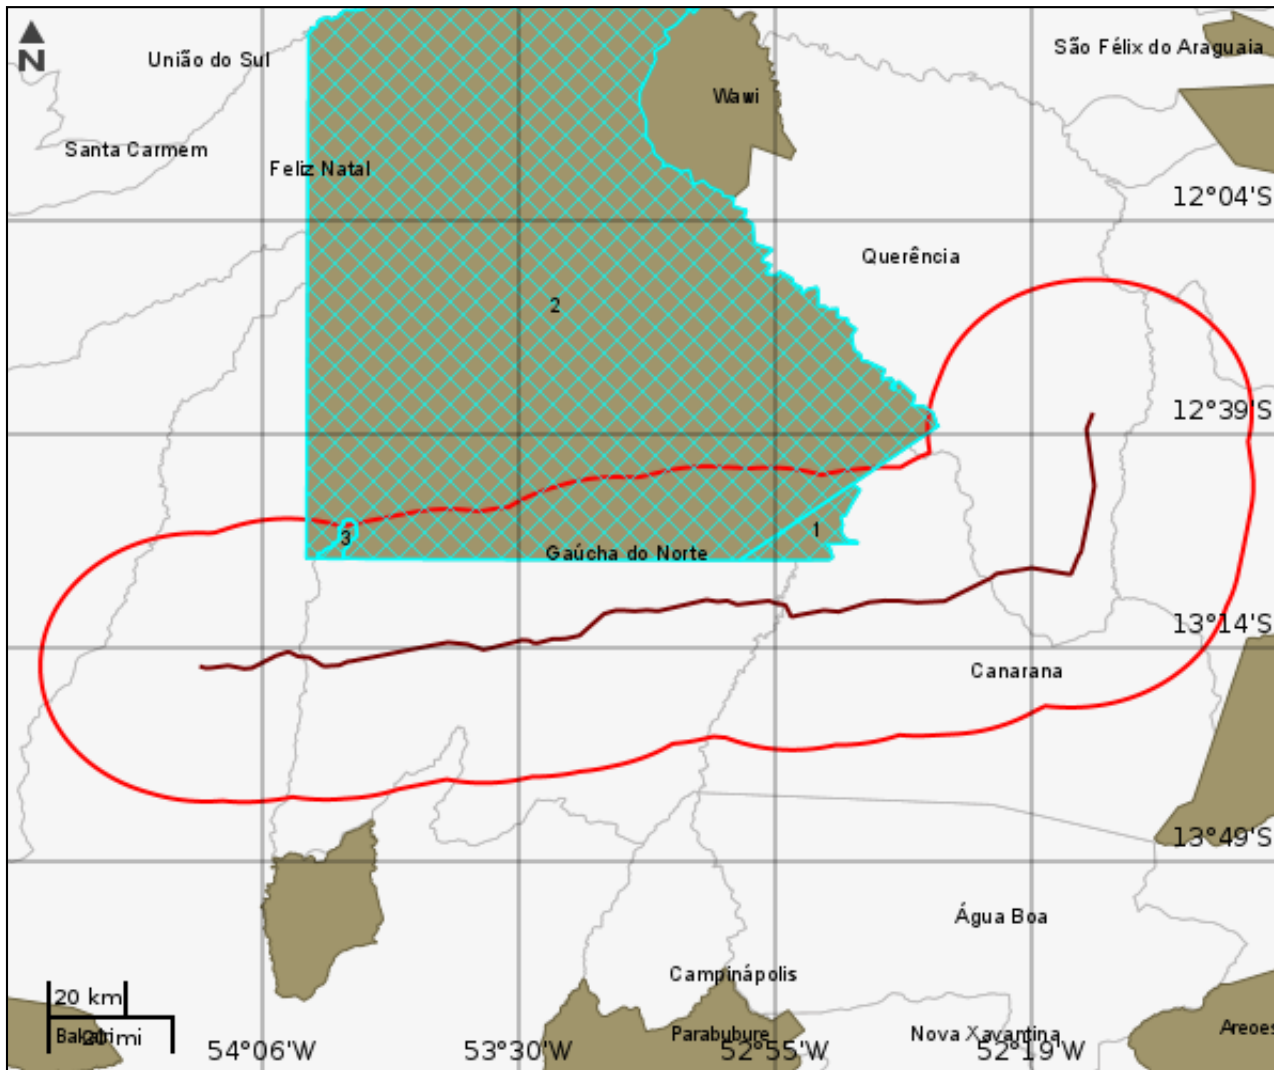 N
União do Sul
São Félix do Araguaia
Wawi
Santa Carmem
Feliz Natal
12°04'S
Querência
2
12°39'S
3
1
Gaúcha do Norte
13°14'S
Canarana
13°49'S
Água Boa
Campinápolis
20 km
20 mi
Parabubure
Nova Xavantina
Areoes
54°06'W
53°30'W
52°55'W
52°19'W